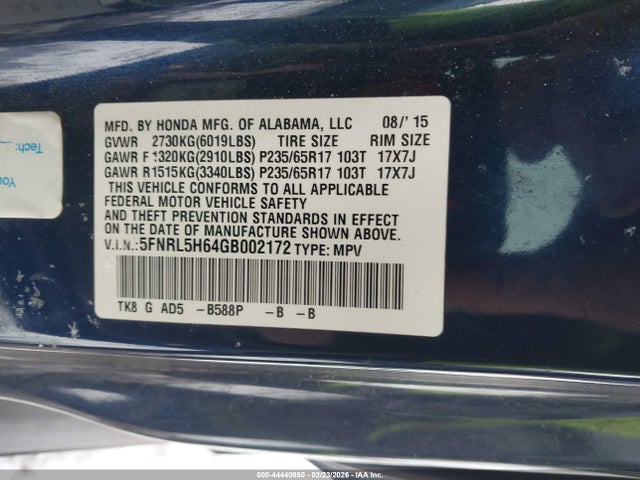 Tech:
You
MFD. BY HONDA MFG. OF ALABAMA, LLC 08/'15
GVWR 2730KG(6019LBS) TIRE SIZE RIM SIZE
GAWR F1320KG(2910LBS) P235/65R17 103T 17X7J
GAWR R1515KG(3340LBS) P235/65R17 103T 17X7J
THIS VEHICLE CONFORMS TO ALL APPLICABLE
FEDERAL MOTOR VEHICLE SAFETY
AND THEFT PREVENTION STANDARDS IN EFFECT
ON THE DATE OF MANUFACTURE SHOWN ABOVE.
V.I.N.:5FNRL5H64GB002172 TYPE: MPV
TK8 G AD5 -B588P -B -B
000-44440950 - 02/23/2026 - IAA Inc.